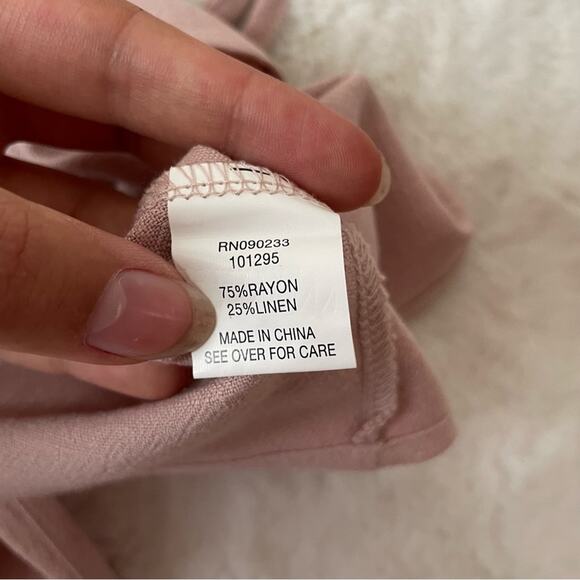 RN090233
101295
75%RAYON
25%LINEN
MADE IN CHINA
SEE OVER FOR CARE